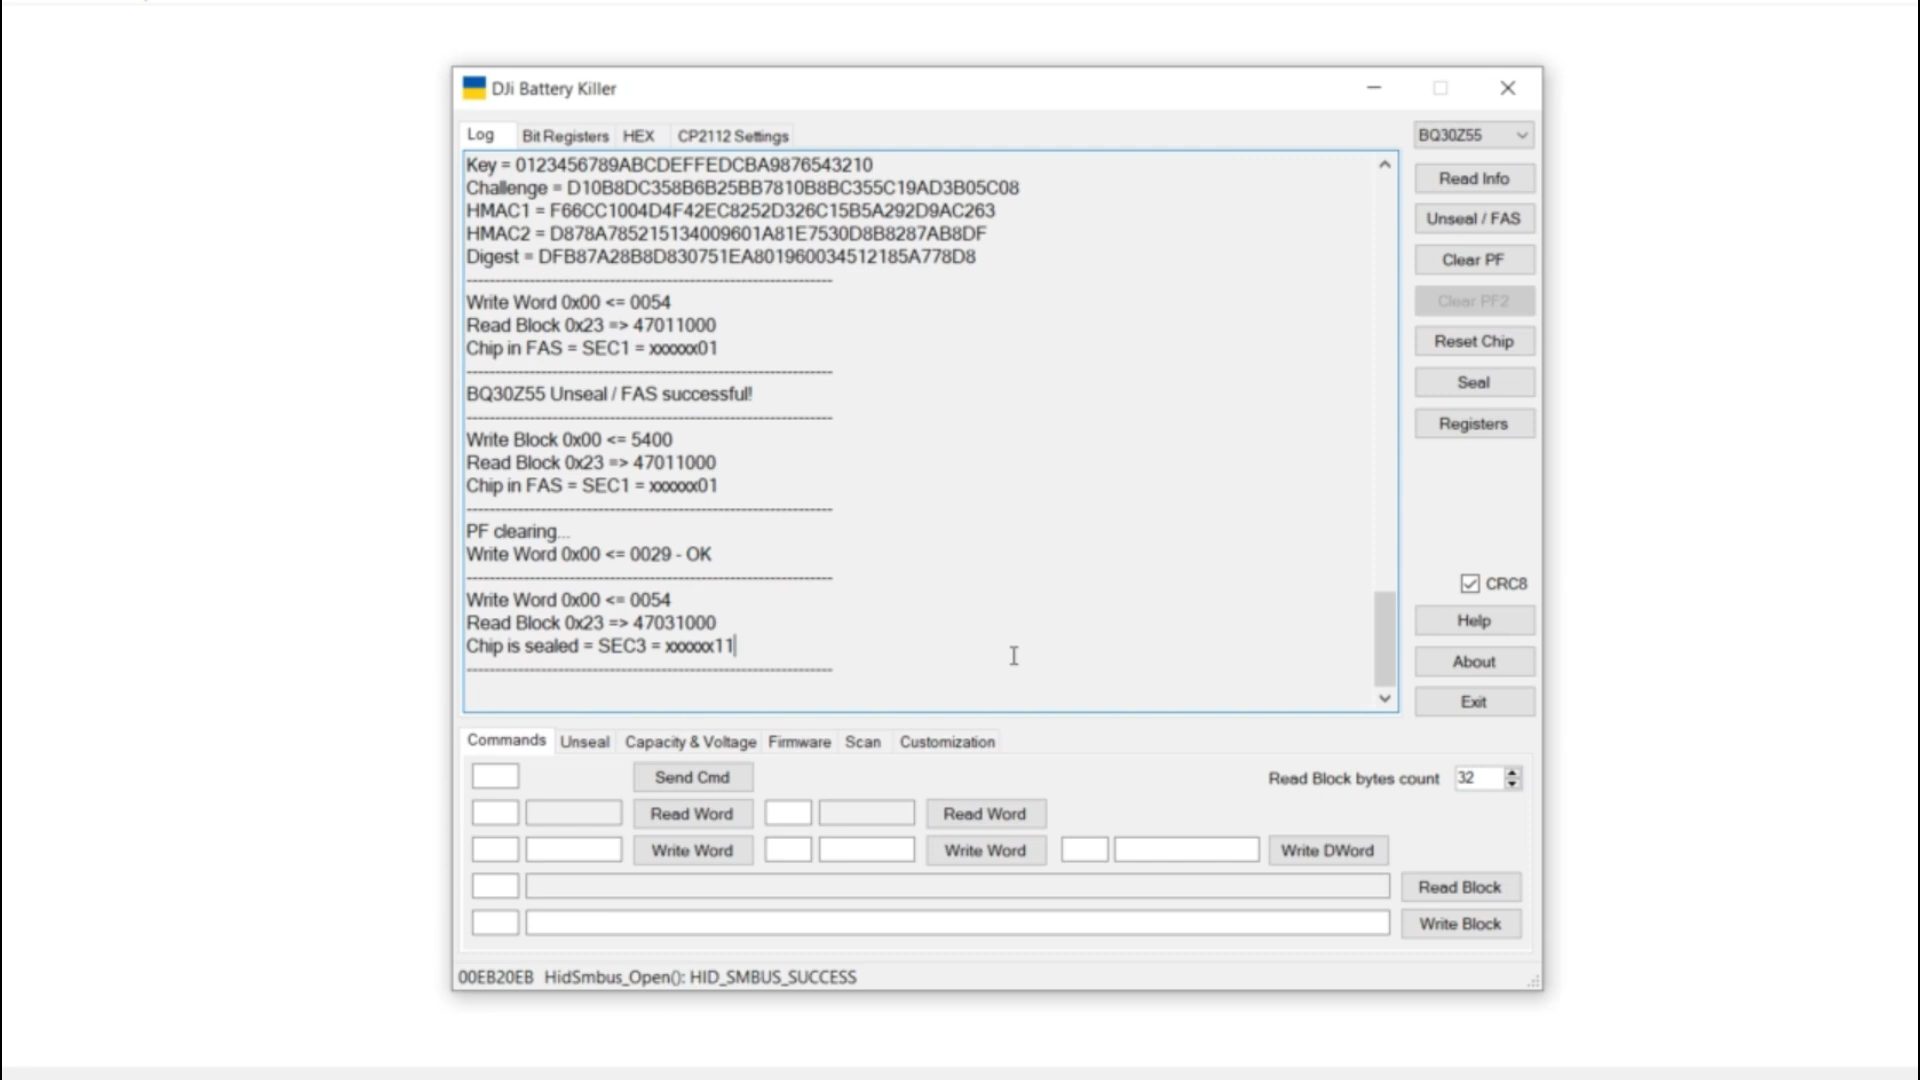 DJi Battery Killer
Log Bit Registers HEX CP2112 Settings
BQ30Z55
Key = 0123456789ABCDEFFEDCBA9876543210
Challenge = D10B8DC358B6B25BB7810B8BC355C19AD3B05C08
HMAC1 = F66CC1004D4F42EC8252D326C15B5A292D9AC263
HMAC2 = D878A785215134009601A81E7530D8B8287AB8DF
Digest = DFB87A28B8D830751EA801960034512185A778D8
--------------------------------------------------------------------------------
Write Word 0x00 <= 0054
Read Block 0x23 => 47011000
Chip in FAS = SEC1 = xxxxxx01
--------------------------------------------------------------------------------
BQ30Z55 Unseal / FAS successful!
--------------------------------------------------------------------------------
Write Block 0x00 <= 5400
Read Block 0x23 => 47011000
Chip in FAS = SEC1 = xxxxxx01
--------------------------------------------------------------------------------
PF clearing...
Write Word 0x00 <= 0029 - OK
--------------------------------------------------------------------------------
Write Word 0x00 <= 0054
Read Block 0x23 => 47031000
Chip is sealed = SEC3 = xxxxxx11
--------------------------------------------------------------------------------
Read Info
Unseal / FAS
Clear PF
Clear PF2
Reset Chip
Seal
Registers
CRC8
Help
About
Exit
Commands Unseal Capacity & Voltage Firmware Scan Customization
Send Cmd Read Block bytes count 32
Read Word Read Word
Write Word Write Word Write DWord
Read Block
Write Block
00EB20EB HidSmbus_Open(): HID_SMBUS_SUCCESS